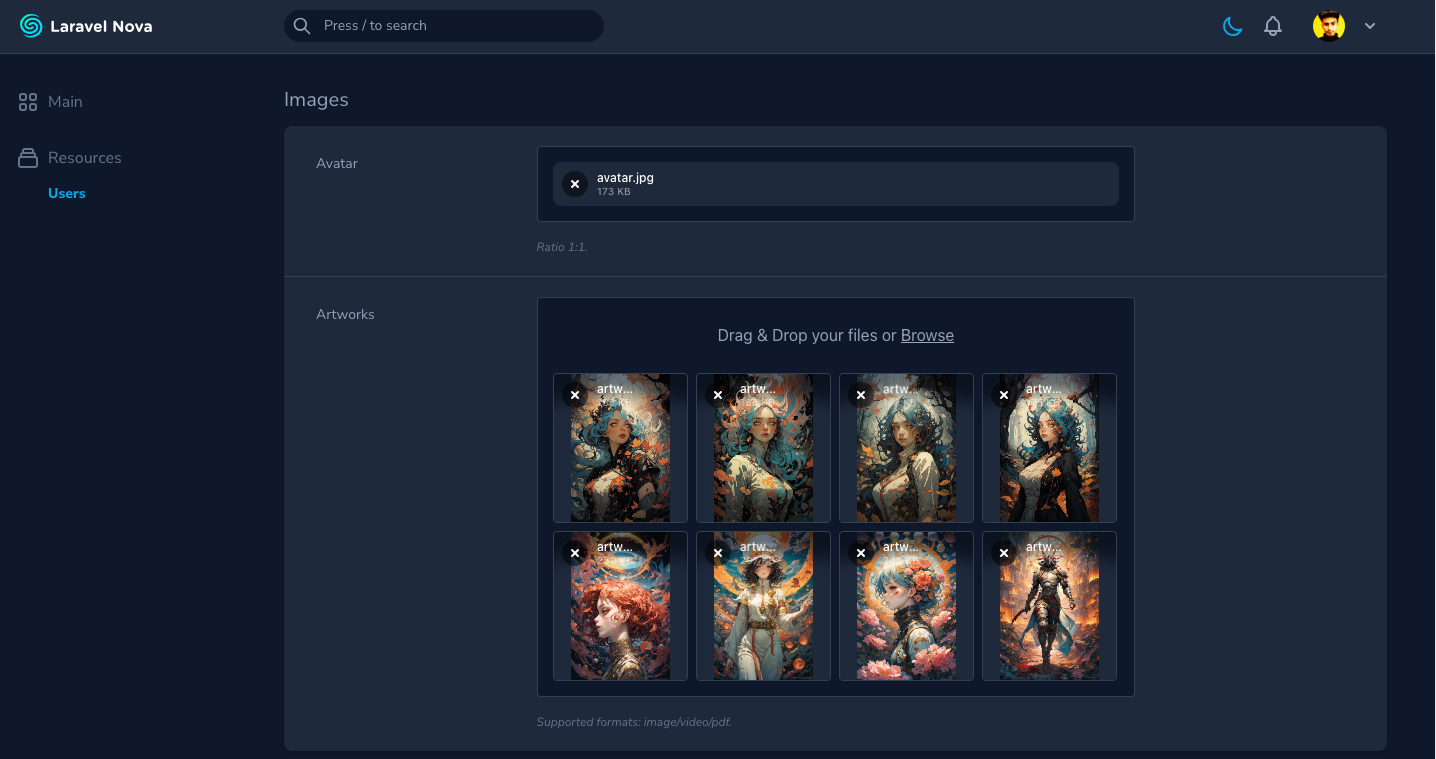 Laravel Nova
Press / to search
Main
Resources
Users
Images
Avatar
avatar.jpg
173 KB
Ratio 1:1.
Artworks
Drag & Drop your files or Browse
artw...
artw...
artw...
artw...
artw...
artw...
artw...
artw...
Supported formats: image/video/pdf.